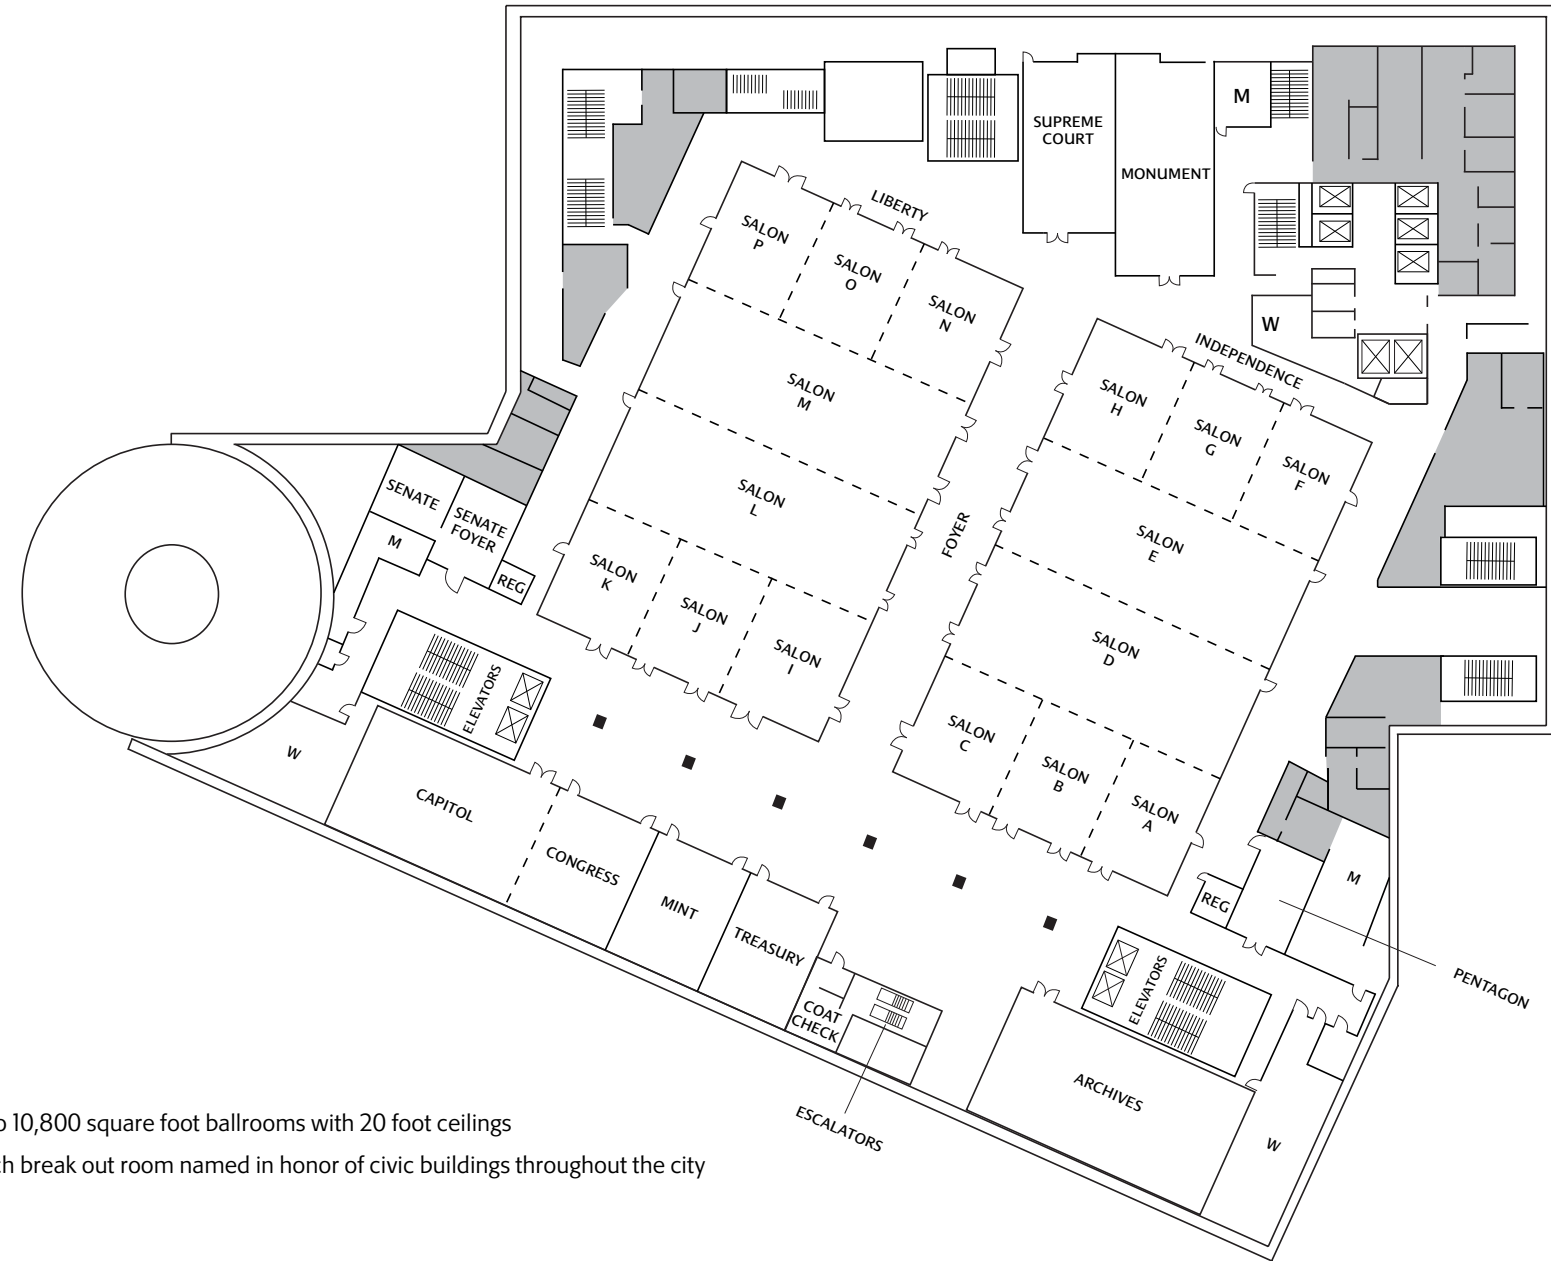 SUPREME
COURT
M
MONUMENT
LIBERTY
SALON
P
SALON
O
SALON
N
W
INDEPENDENCE
SALON
M
SALON
H
SALON
G
SALON
F
SENATE
SENATE
FOYER
SALON
L
FOYER
SALON
E
M
REG
SALON
K
SALON
J
SALON
I
SALON
D
ELEVATORS
SALON
C
SALON
B
SALON
A
W
CAPITOL
CONGRESS
MINT
TREASURY
M
REG
PENTAGON
ELEVATORS
COAT
CHECK
ARCHIVES
ESCALATORS
W
10,800 square foot ballrooms with 20 foot ceilings
break out room named in honor of civic buildings throughout the city